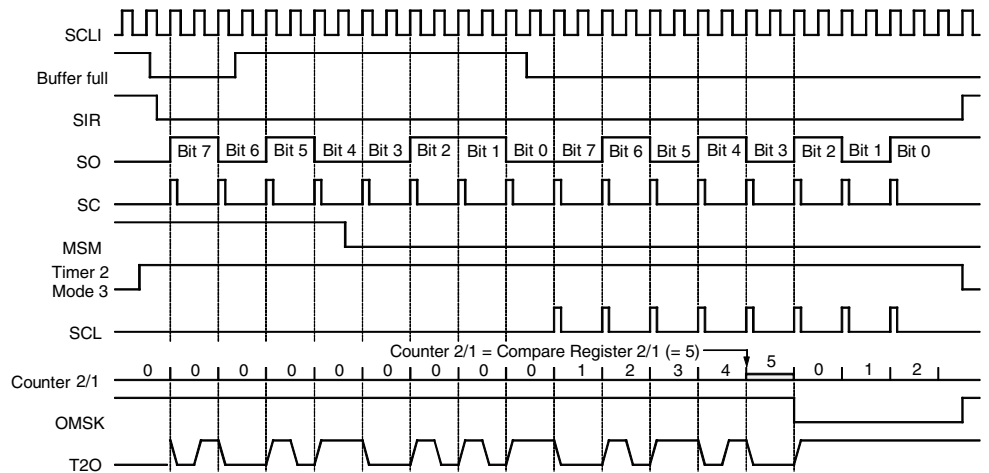 SCLI
Buffer full
SIR
SO
Bit 7 Bit 6 Bit 5 Bit 4 Bit 3 Bit 2 Bit 1 Bit 0 Bit 7 Bit 6 Bit 5 Bit 4 Bit 3 Bit 2 Bit 1 Bit 0
SC
MSM
Timer 2
Mode 3
SCL
Counter 2/1 = Compare Register 2/1 (= 5)
Counter 2/1
0 0 0 0 0 0 0 0 0 1 2 3 4 5 0 1 2
OMSK
T2O